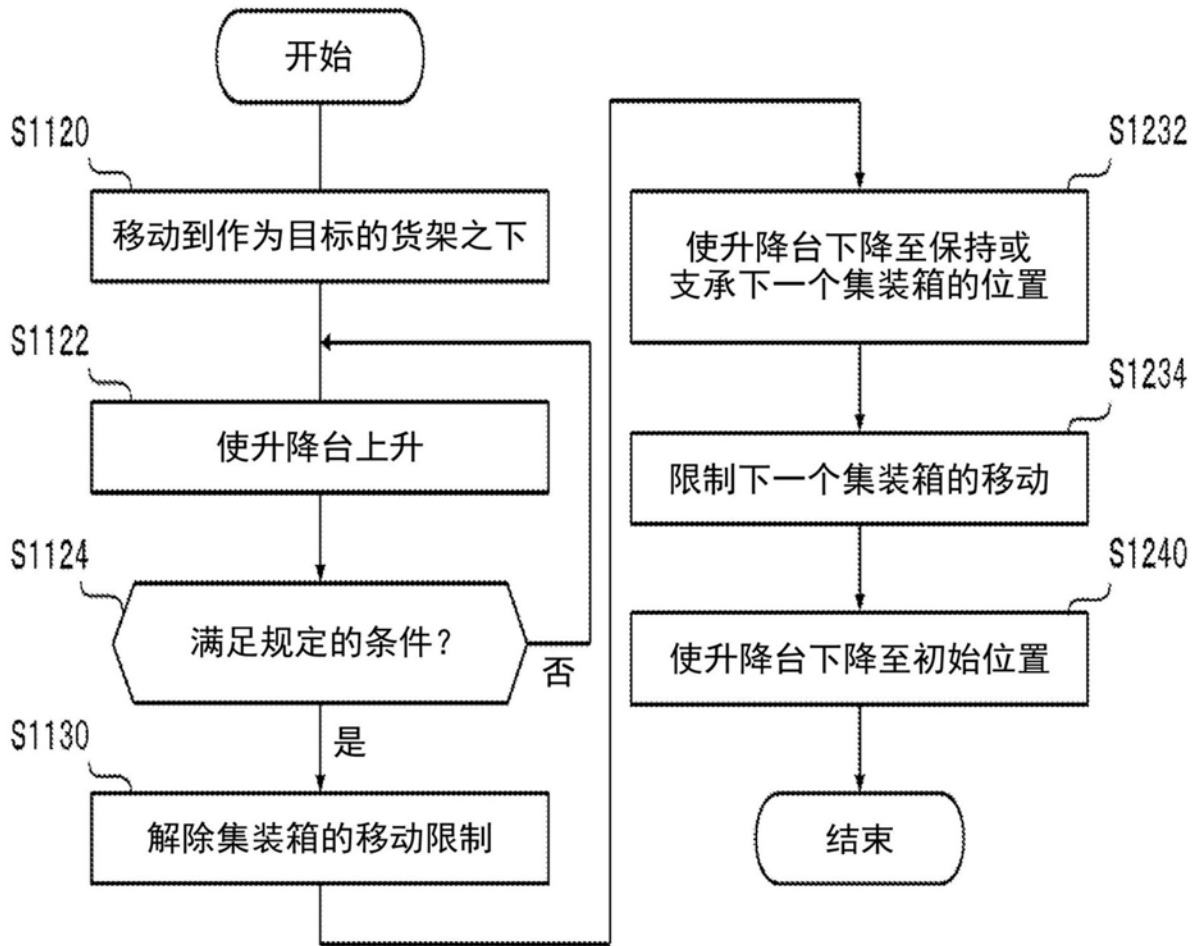 开始
S1120
移动到作为目标的货架之下
S1122
使升降台上升
S1124
满足规定的条件?
否
是
S1130
解除集装箱的移动限制
S1232
使升降台下降至保持或
支承下一个集装箱的位置
S1234
限制下一个集装箱的移动
S1240
使升降台下降至初始位置
结束